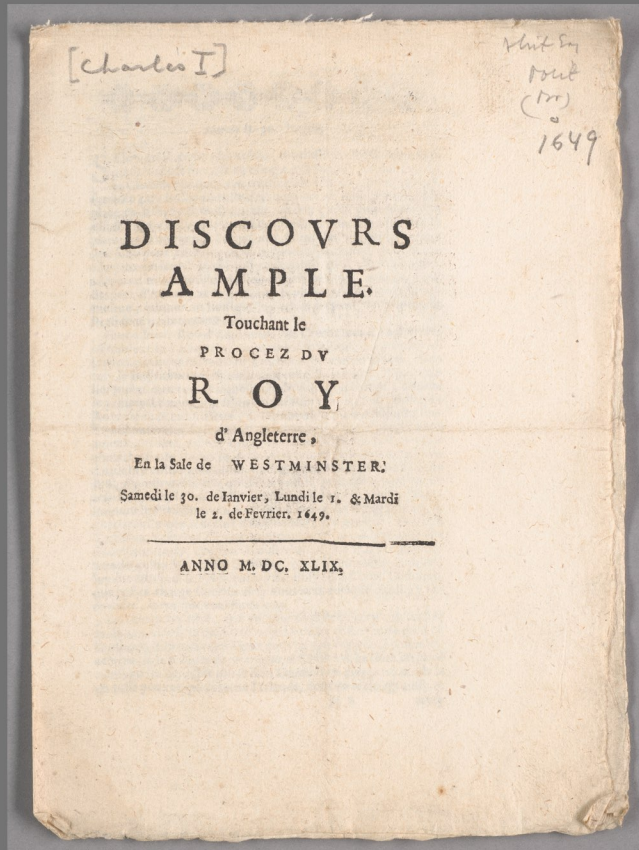 [Charles I]
1649
DISCOVRS
AMPLE.
Touchant le
PROCEZ DV
ROY
d'Angleterre,
En la Sale de WESTMINSTER.
Samedi le 30. de Ianvier, Lundi le 1. & Mardi
le 2. de Fevrier. 1649.
ANNO M. DC. XLIX.